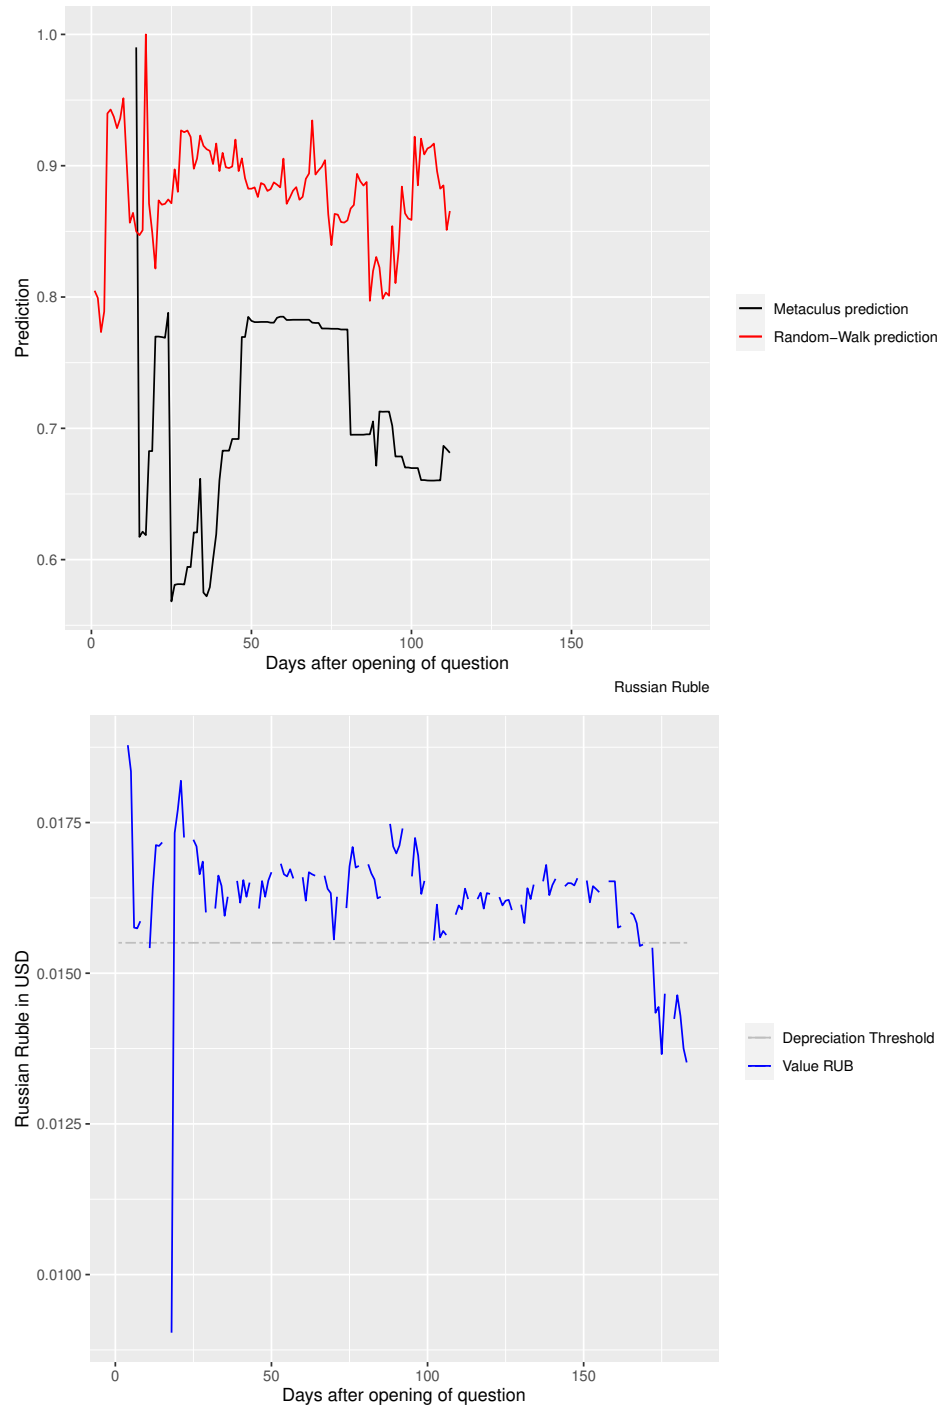 1.0
0.9
0.8
0.7
0.6
Prediction
0
50
100
150
Days after opening of question
Metaculus prediction
Random−Walk prediction
Russian Ruble
0.0175
0.0150
0.0125
0.0100
Russian Ruble in USD
0
50
100
150
Days after opening of question
Depreciation Threshold
Value RUB